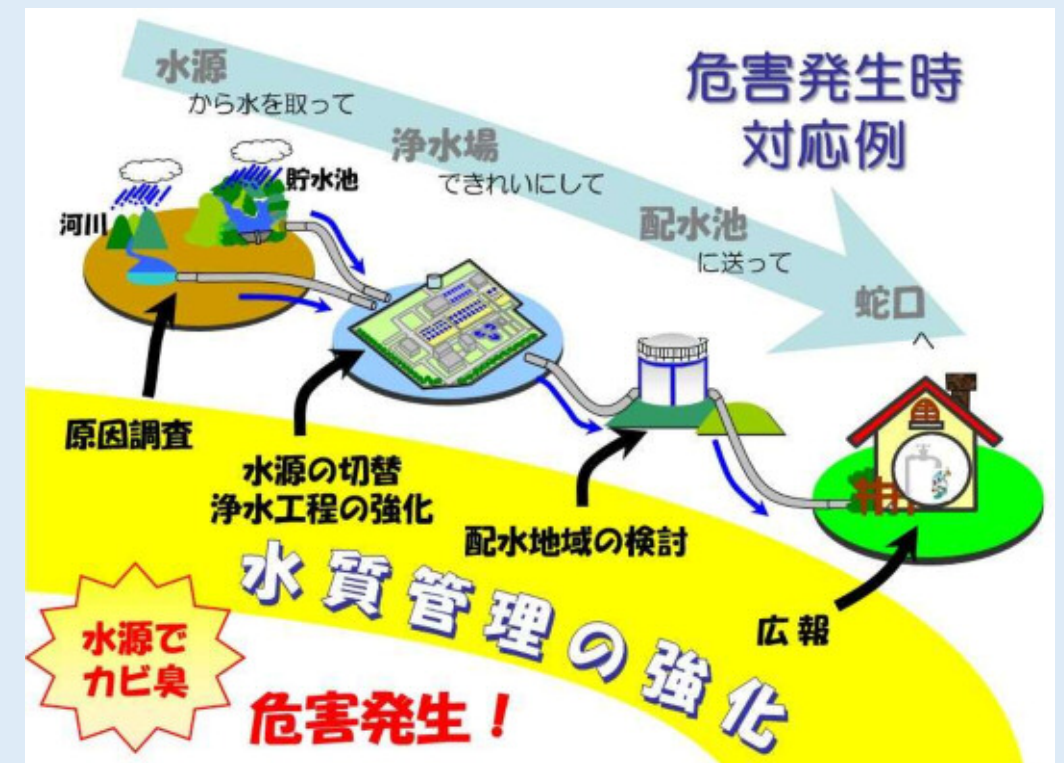 危害発生時
対応例
水源
から水を取って
浄水場
できれいにして
配水池
に送って
蛇口
へ
貯水池
河川
原因調査
水源の切替
浄水工程の強化
配水地域の検討
広報
水質管理の強化
水源で
カビ臭
危害発生!